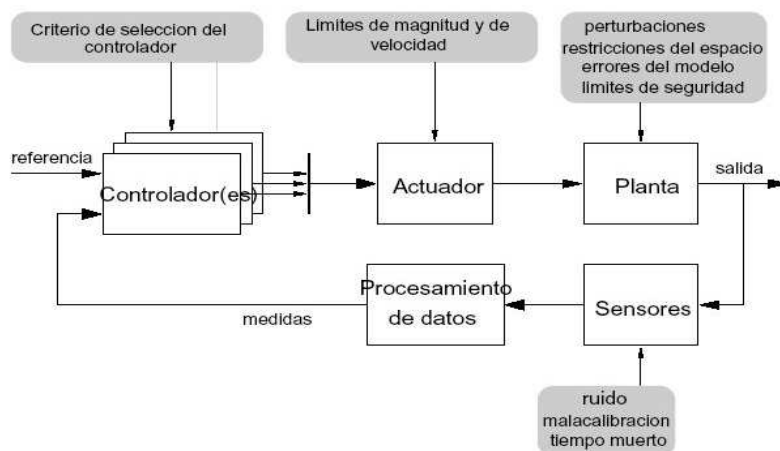 Criterio de seleccion del
controlador
Limites de magnitud y de
velocidad
perturbaciones
restricciones del espacio
errores del modelo
limites de seguridad
referencia
Controlador(es)
Actuador
Planta
salida
Procesamiento
de datos
medidas
Sensores
ruido
malacalibracion
tiempo muerto